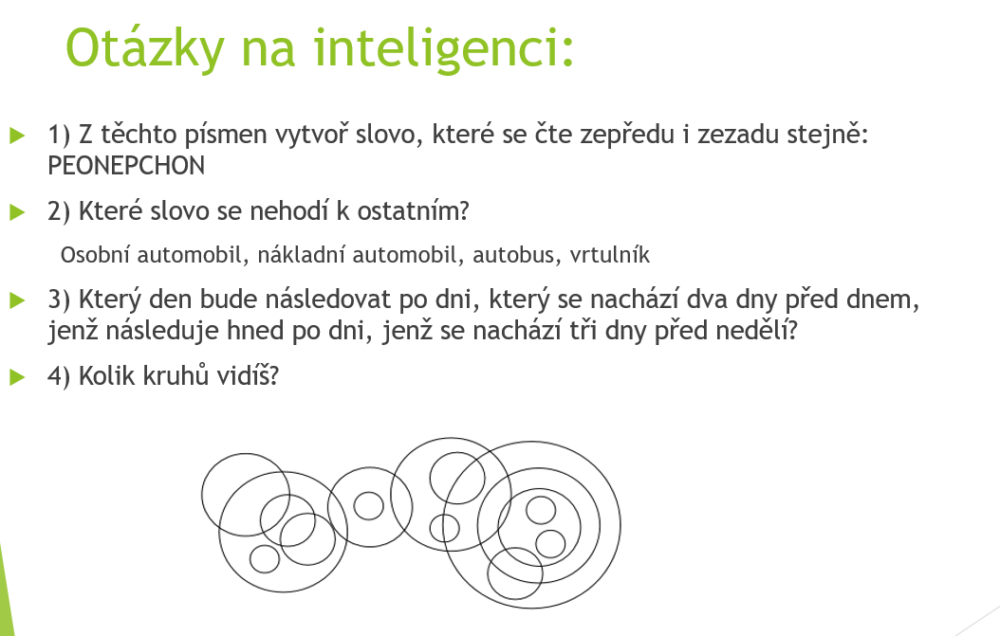 Otázky na inteligenci:
1) Z těchto písmen vytvoř slovo, které se čte zepředu i zezadu stejně:
PEONEPCHON
2) Které slovo se nehodí k ostatním?
Osobní automobil, nákladní automobil, autobus, vrtulník
3) Který den bude následovat po dni, který se nachází dva dny před dnem,
jenž následuje hned po dni, jenž se nachází tři dny před nedělí?
4) Kolik kruhů vidíš?